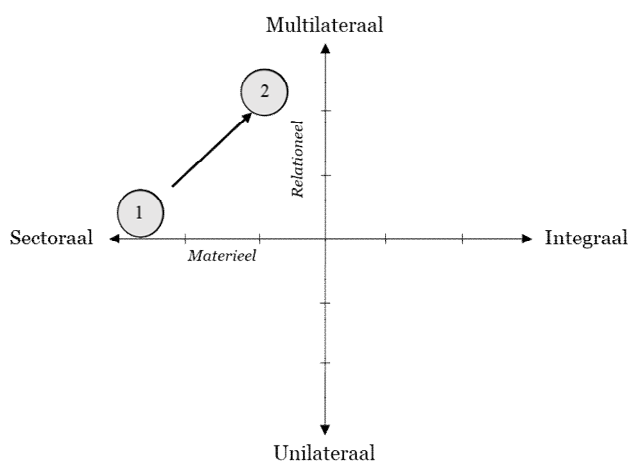 Multilateraal
2
Relationeel
1
Sectoraal
Integraal
Materieel
Unilateraal